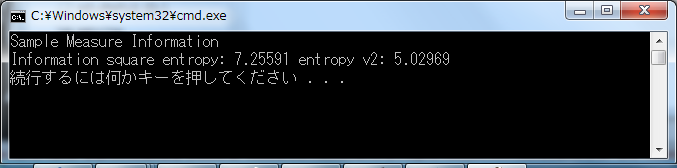 C:¥Windows¥system32¥cmd.exe
Sample Measure Information
Information square entropy: 7.25591 entropy v2: 5.02969
続行するには何かキーを押してください . . .